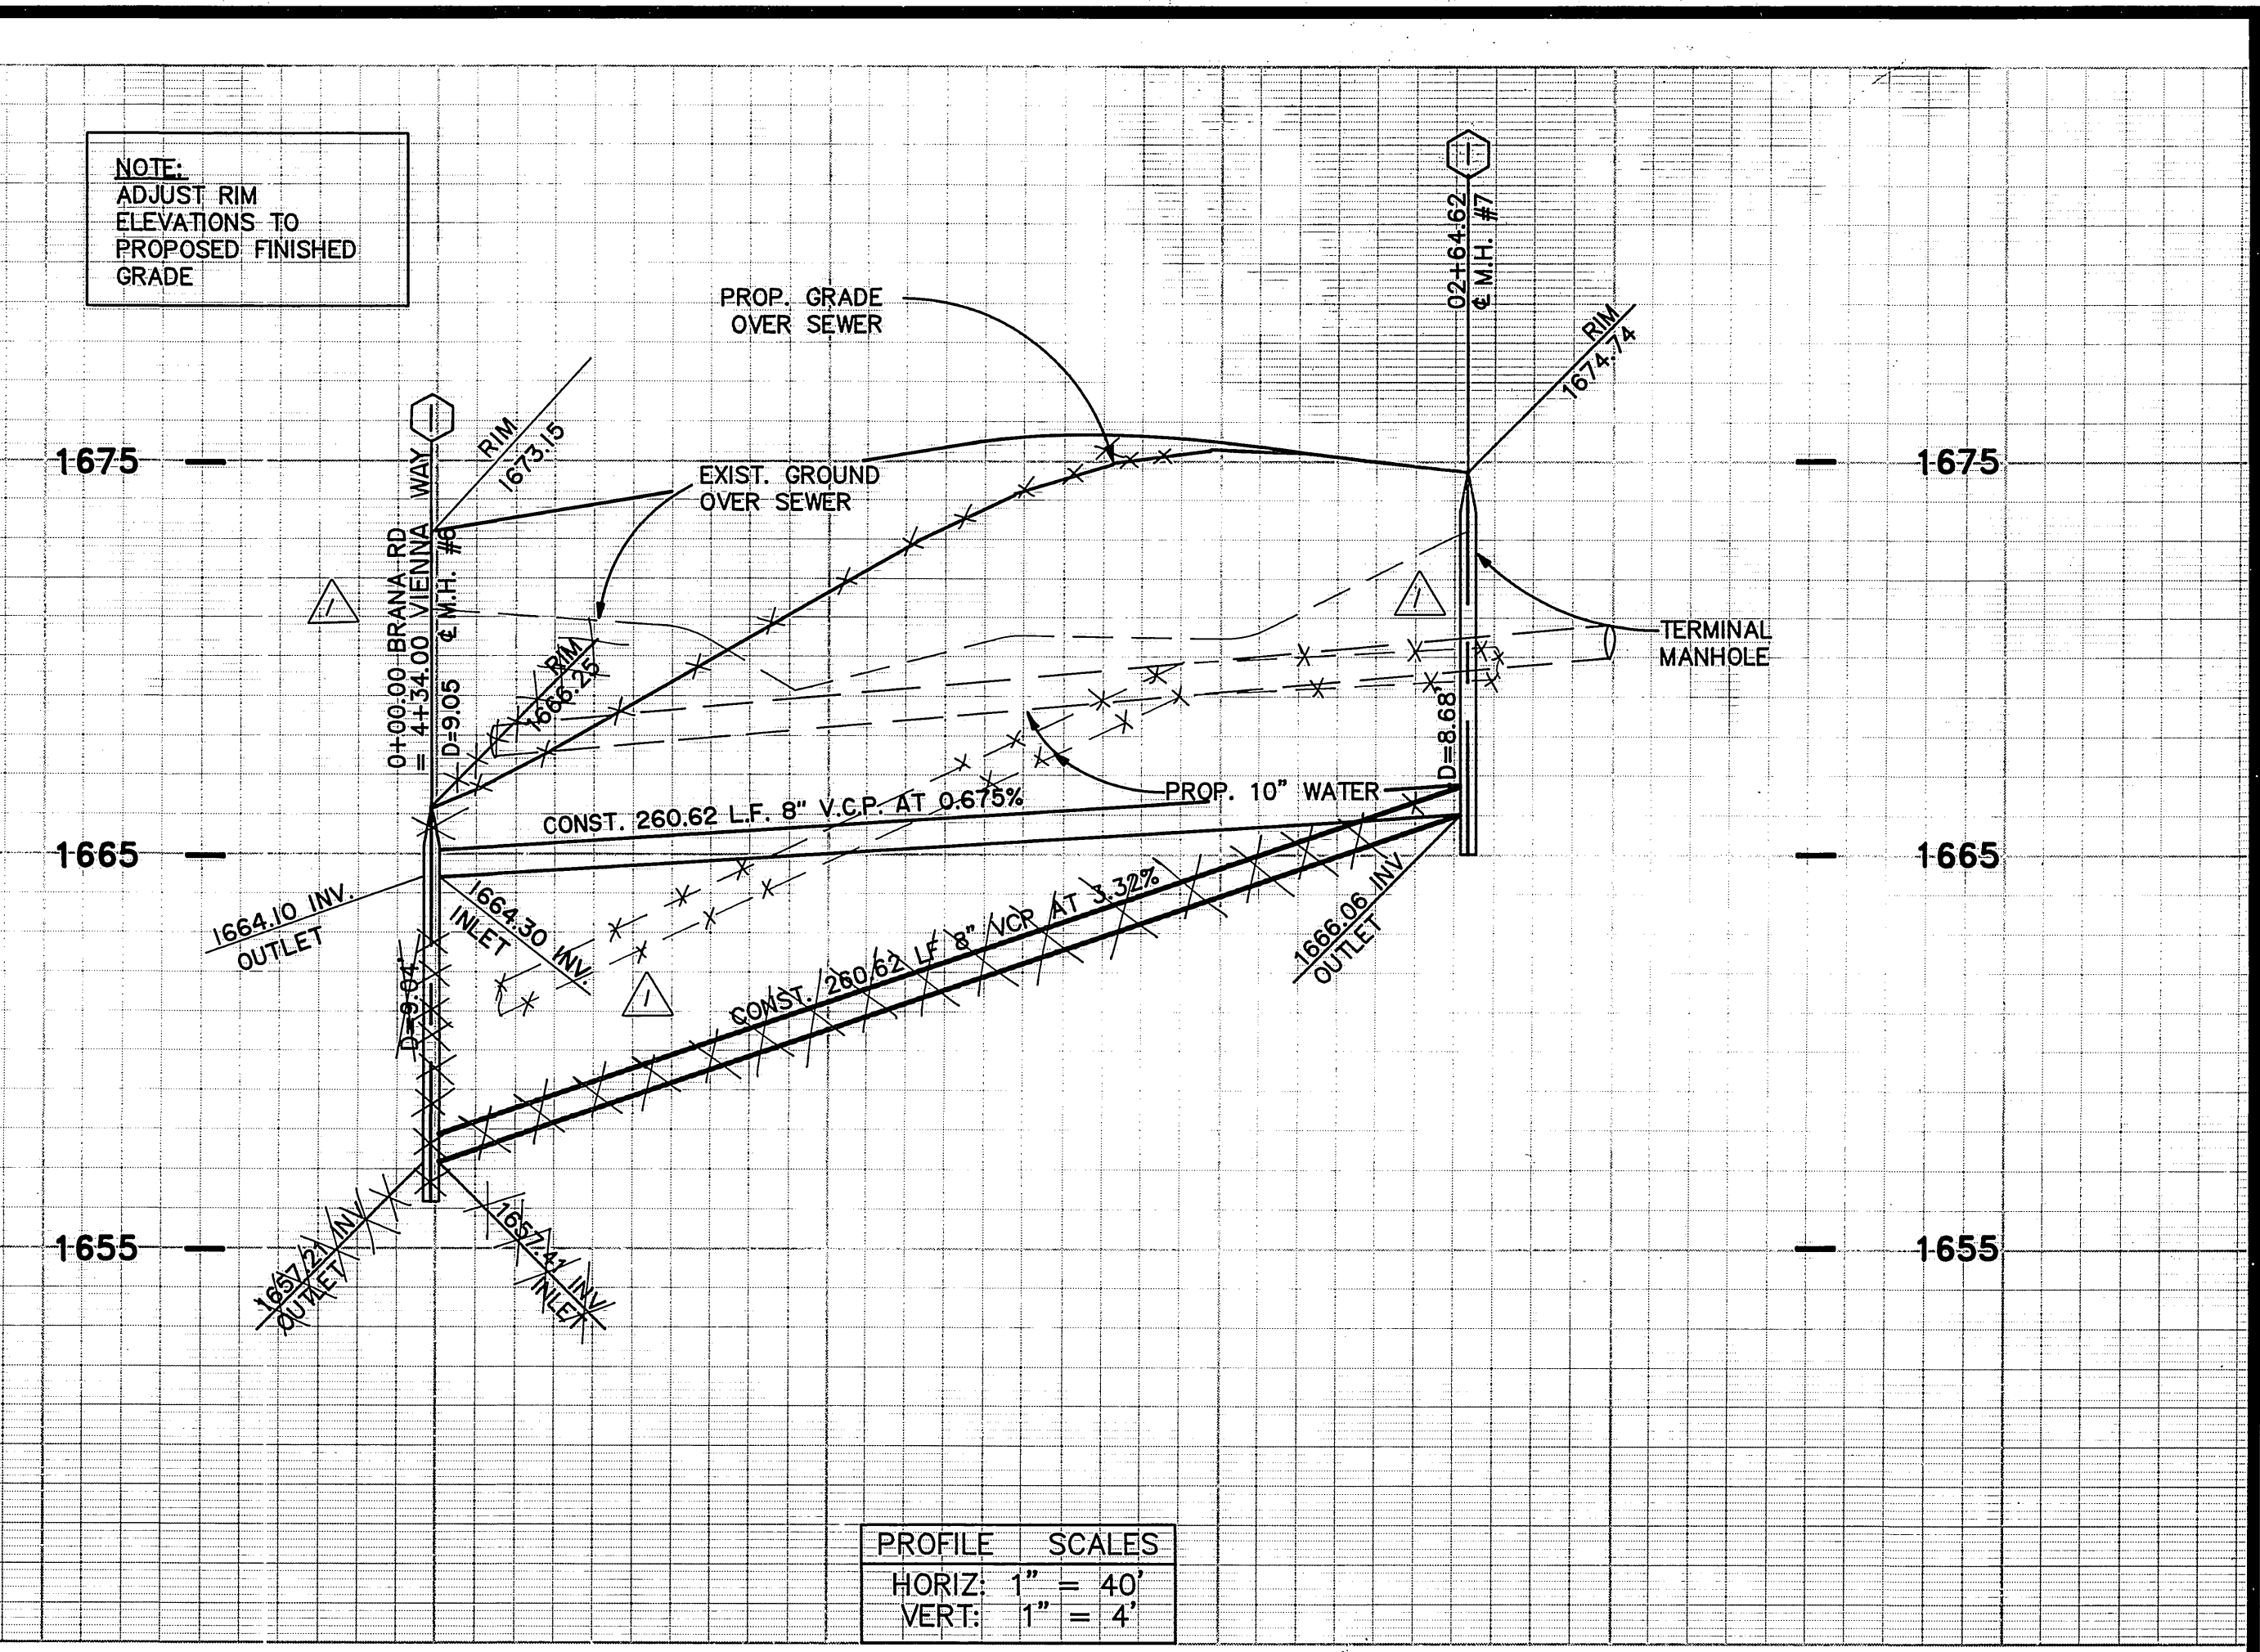 NOTE:
ADJUST RIM
ELEVATIONS TO
PROPOSED FINISHED
GRADE
PROP. GRADE
OVER SEWER
1
02+64.62
℄ M.H. #7
RIM
1674.74
1
RIM
1673.15
1675
1675
EXIST. GROUND
OVER SEWER
0+00.00 BRANA RD
= 4+34.00 VIENNA WAY
℄ M.H. #6
D=9.05
1
RIM
1666.25
1
TERMINAL
MANHOLE
D=8.68'
PROP. 10" WATER
CONST. 260.62 L.F. 8" V.C.P. AT 0.675%
1665
1665
1664.10 INV.
OUTLET
1664.30 INV.
INLET
1666.06 INV
OUTLET
D=9.04'
1
CONST. 260.62 LF 8" VCP AT 3.32%
1655
1655
1657.21 INV
OUTLET
1657.41 INV
INLET
PROFILE SCALES
HORIZ: 1" = 40'
VERT: 1" = 4'